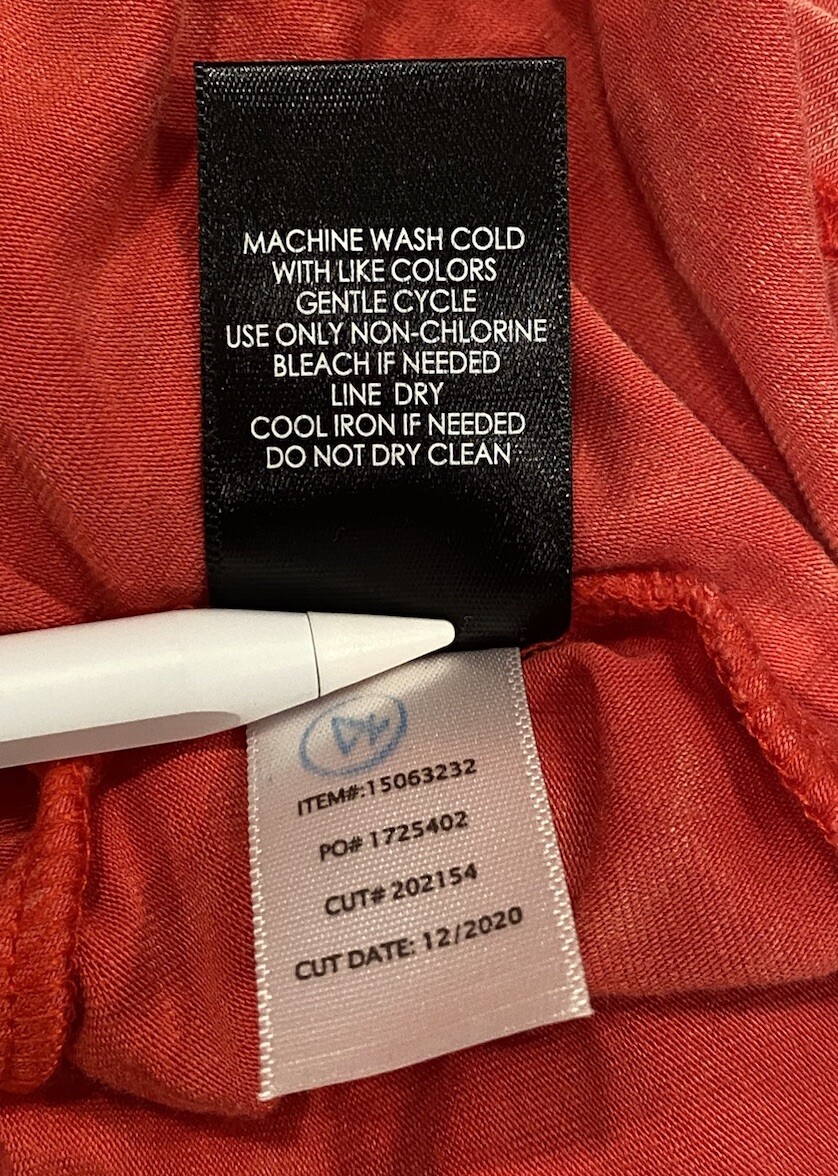 MACHINE WASH COLD
WITH LIKE COLORS
GENTLE CYCLE
USE ONLY NON-CHLORINE
BLEACH IF NEEDED
LINE DRY
COOL IRON IF NEEDED
DO NOT DRY CLEAN
ITEM#:15063232
PO# 1725402
CUT# 202154
CUT DATE: 12/2020